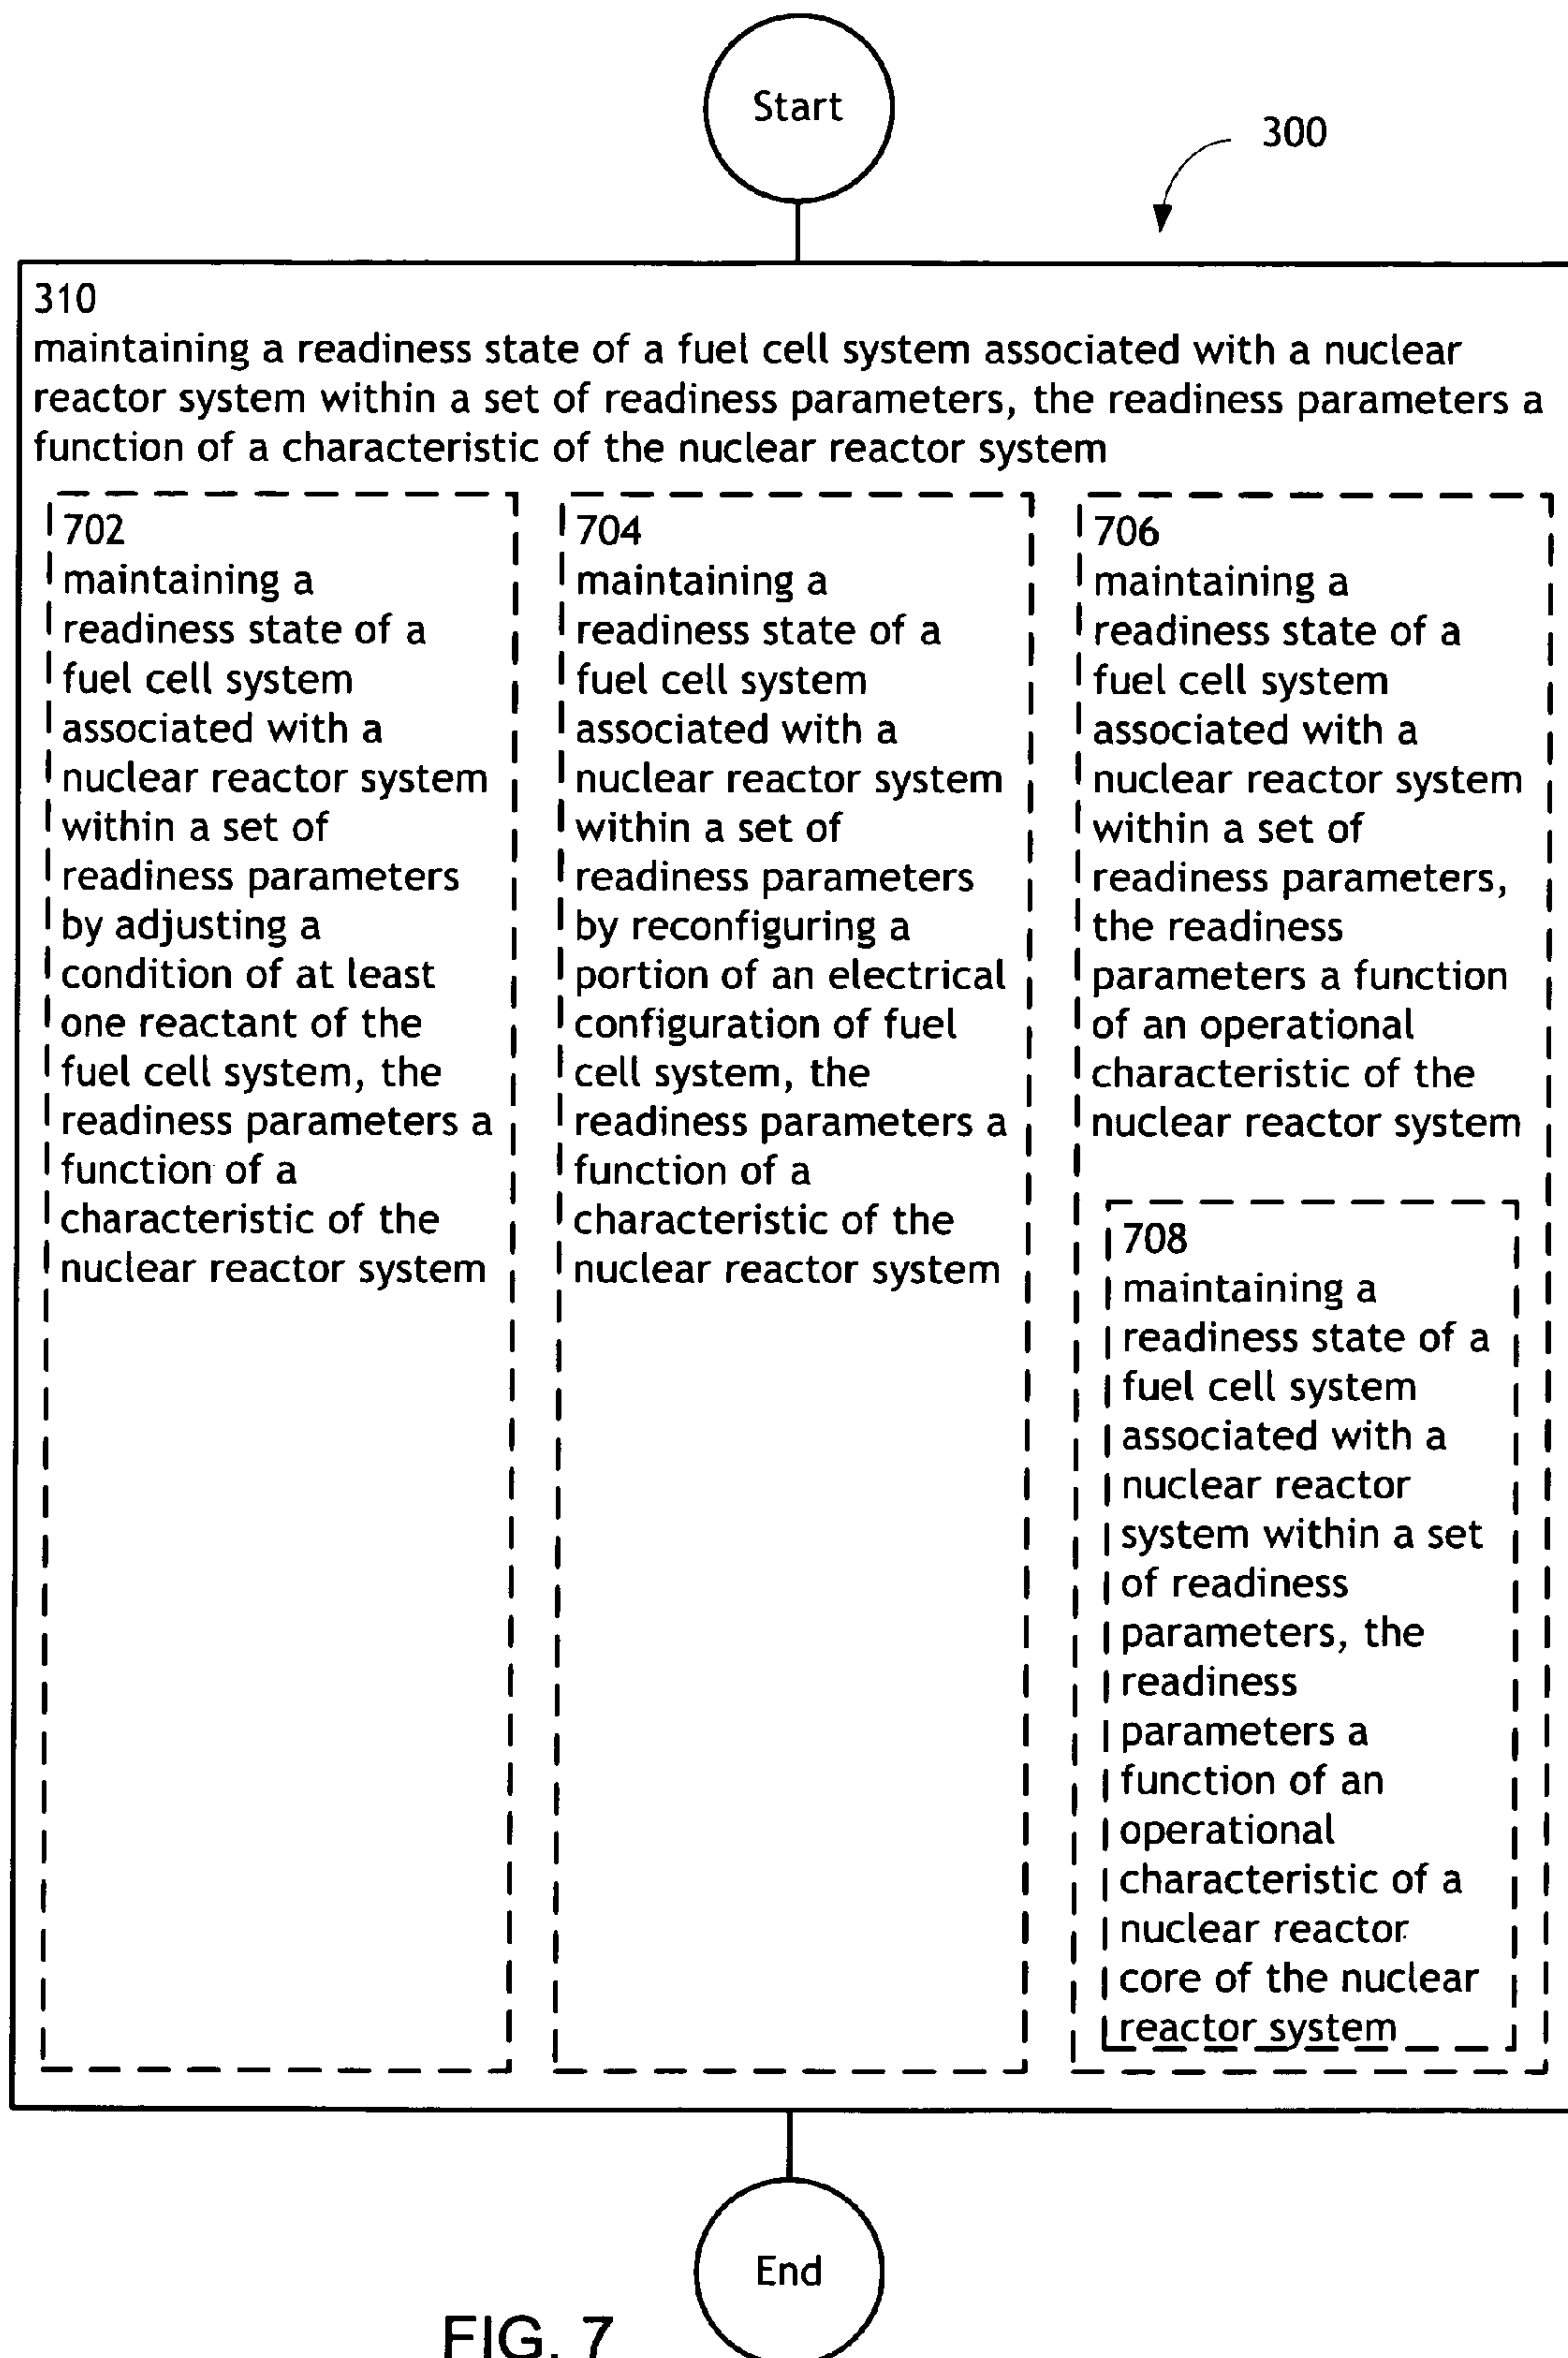 Start
300
310
maintaining a readiness state of a fuel cell system associated with a nuclear
reactor system within a set of readiness parameters, the readiness parameters a
function of a characteristic of the nuclear reactor system
702
maintaining a
readiness state of a
fuel cell system
associated with a
nuclear reactor system
within a set of
readiness parameters
by adjusting a
condition of at least
one reactant of the
fuel cell system, the
readiness parameters a
function of a
characteristic of the
nuclear reactor system
704
maintaining a
readiness state of a
fuel cell system
associated with a
nuclear reactor system
within a set of
readiness parameters
by reconfiguring a
portion of an electrical
configuration of fuel
cell system, the
readiness parameters a
function of a
characteristic of the
nuclear reactor system
706
maintaining a
readiness state of a
fuel cell system
associated with a
nuclear reactor system
within a set of
readiness parameters,
the readiness
parameters a function
of an operational
characteristic of the
nuclear reactor system
708
maintaining a
readiness state of a
fuel cell system
associated with a
nuclear reactor
system within a set
of readiness
parameters, the
readiness
parameters a
function of an
operational
characteristic of a
nuclear reactor
core of the nuclear
reactor system
End
FIG. 7